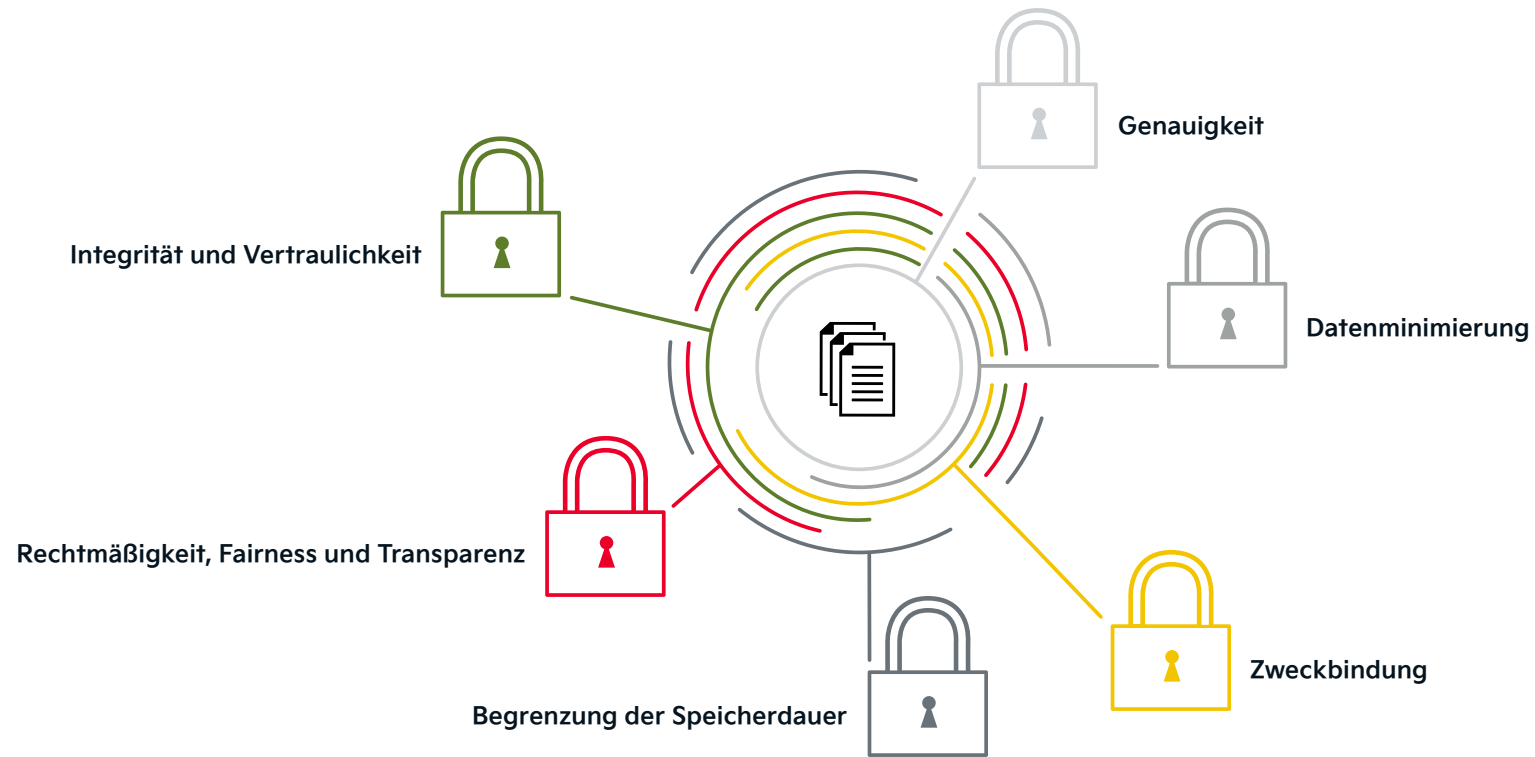 Genauigkeit
Integrität und Vertraulichkeit
Datenminimierung
Rechtmäßigkeit, Fairness und Transparenz
Zweckbindung
Begrenzung der Speicherdauer